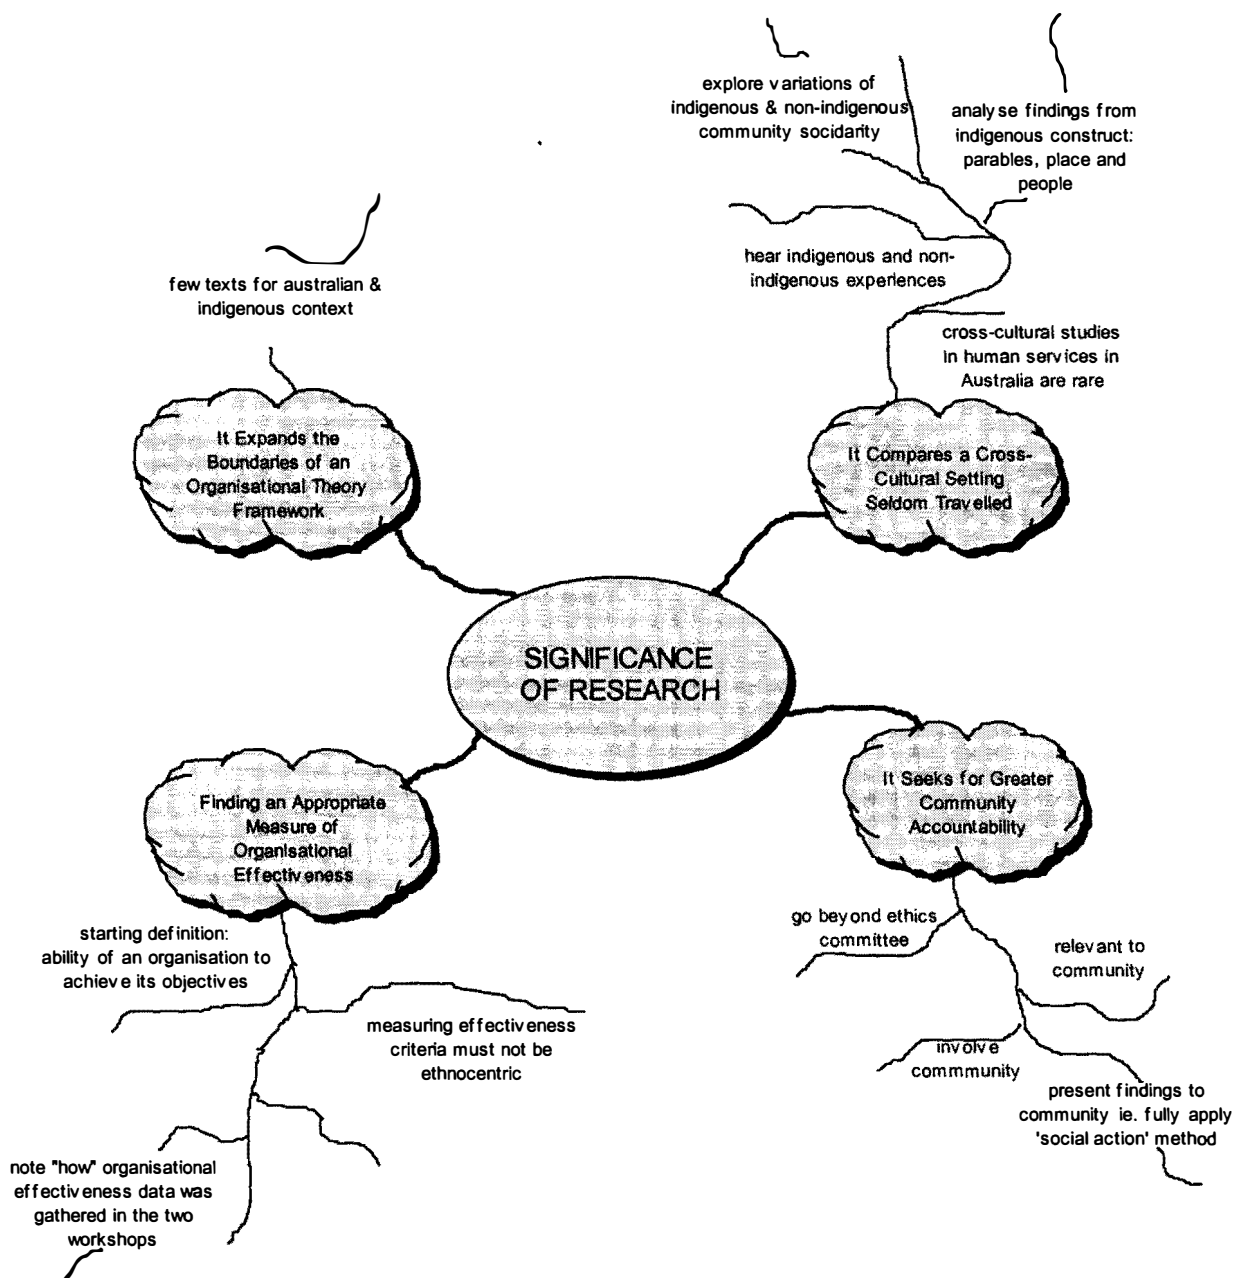 explore variations of
indigenous & non-indigenous
community socidarity
analyse findings from
indigenous construct:
parables, place and
people
hear indigenous and non-
indigenous experiences
few texts for australian &
indigenous context
cross-cultural studies
in human services in
Australia are rare
It Expands the
Boundaries of an
Organisational Theory
Framework
It Compares a Cross-
Cultural Setting
Seldom Travelled
SIGNIFICANCE
OF RESEARCH
Finding an Appropriate
Measure of
Organisational
Effectiveness
It Seeks for Greater
Community
Accountability
starting definition:
ability of an organisation to
achieve its objectives
go beyond ethics
committee
relevant to
community
measuring effectiveness
criteria must not be
ethnocentric
involve
commmunity
present findings to
community ie. fully apply
'social action' method
note "how" organisational
effectiveness data was
gathered in the two
workshops